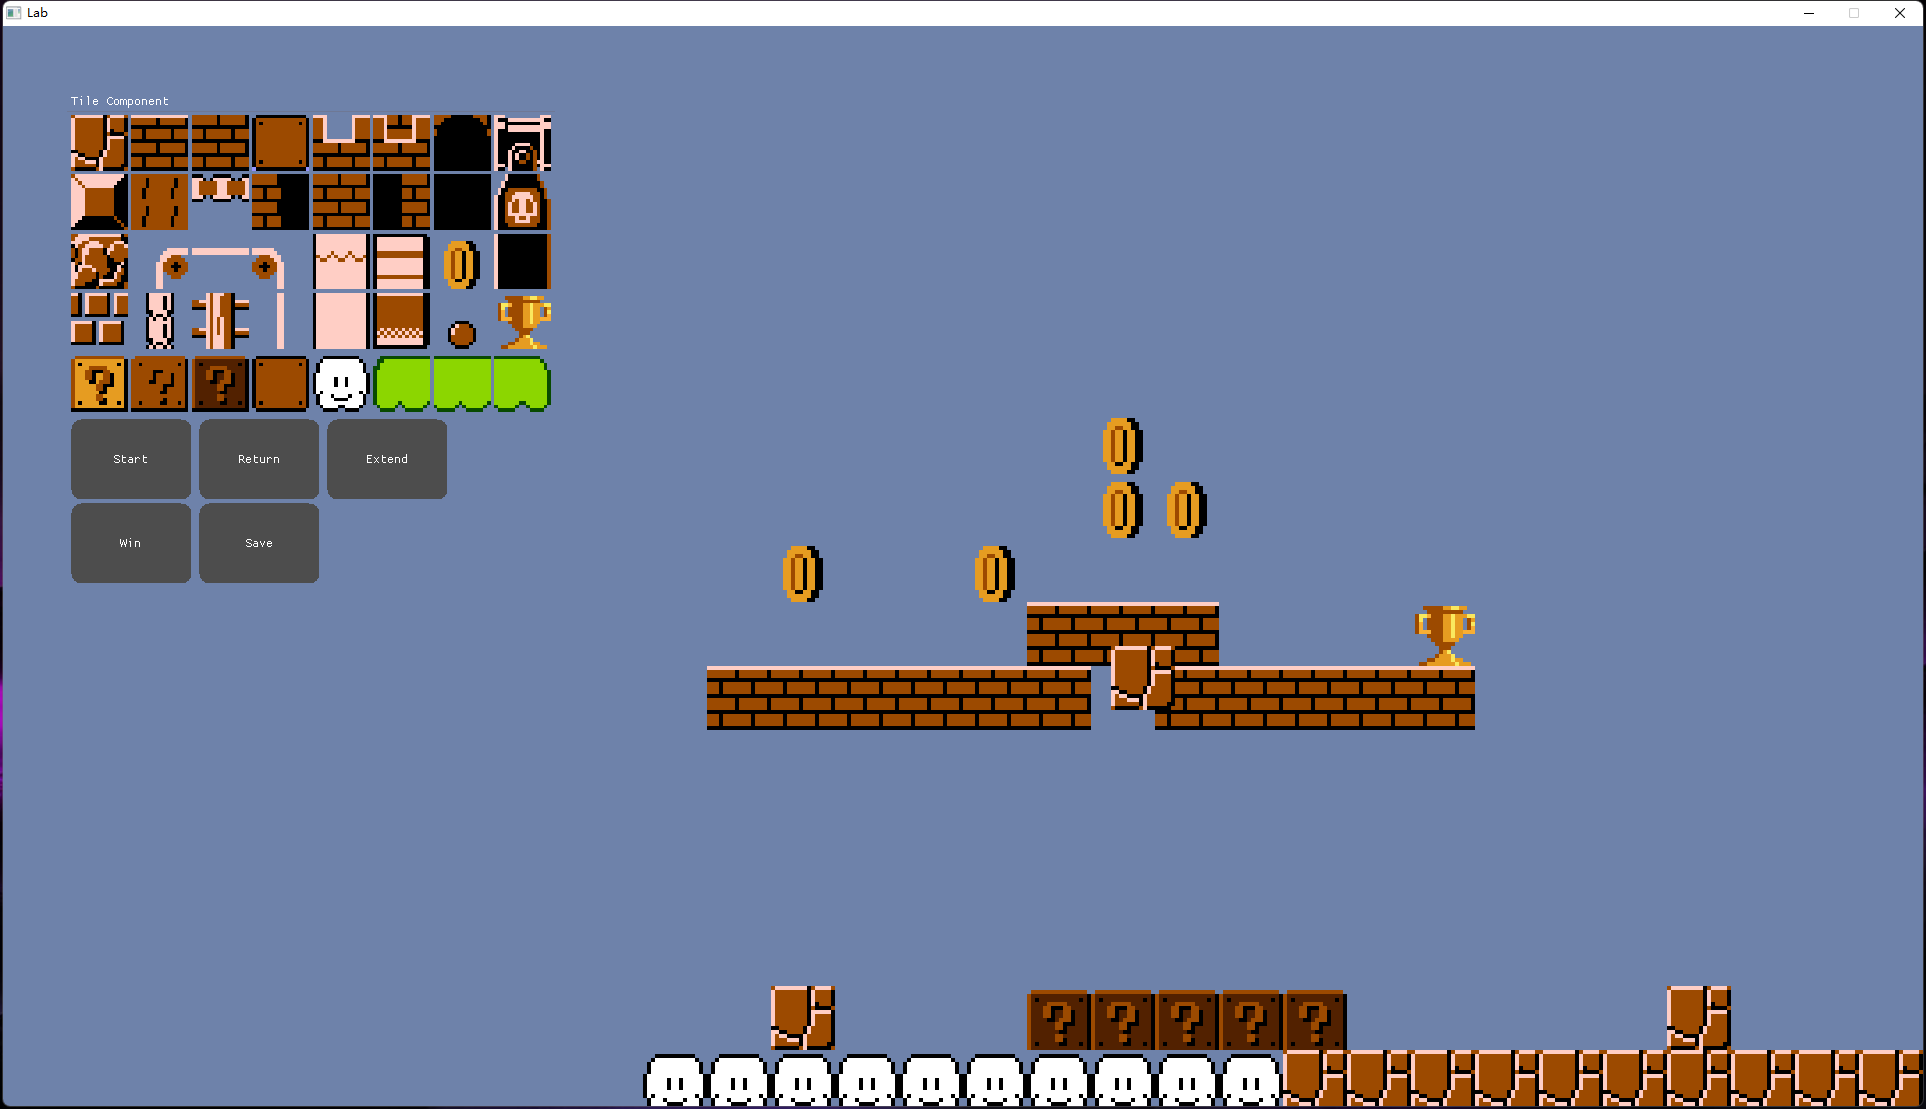 Lab
Tile Component
? ? ?
Start Return Extend
Win Save
? ? ? ? ?